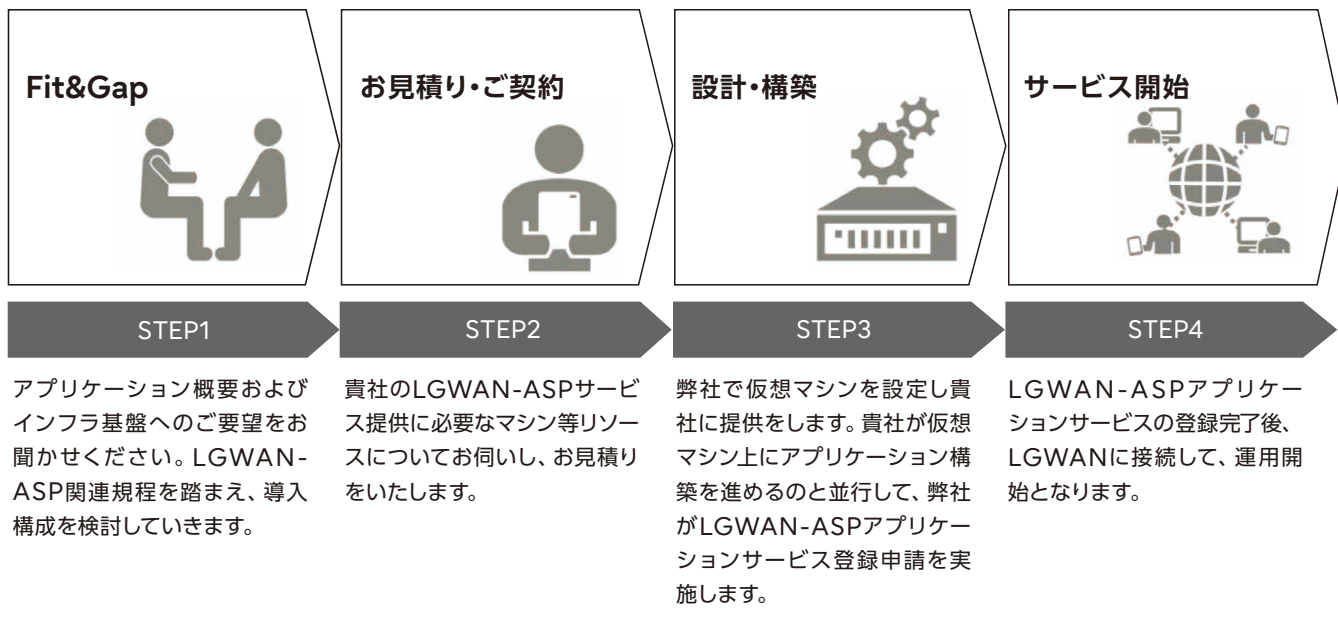 Fit&Gap
お見積り・ご契約
設計・構築
サービス開始
STEP1
STEP2
STEP3
STEP4
アプリケーション概要および
インフラ基盤へのご要望をお
聞かせください。LGWAN-
ASP関連規程を踏まえ、導入
構成を検討していきます。
貴社のLGWAN-ASPサービ
ス提供に必要なマシン等リソー
スについてお伺いし、お見積り
をいたします。
弊社で仮想マシンを設定し貴
社に提供をします。貴社が仮想
マシン上にアプリケーション構
築を進めるのと並行して、弊社
がLGWAN-ASPアプリケー
ションサービス登録申請を実
施します。
LGWAN-ASPアプリケー
ションサービスの登録完了後、
LGWANに接続して、運用開
始となります。